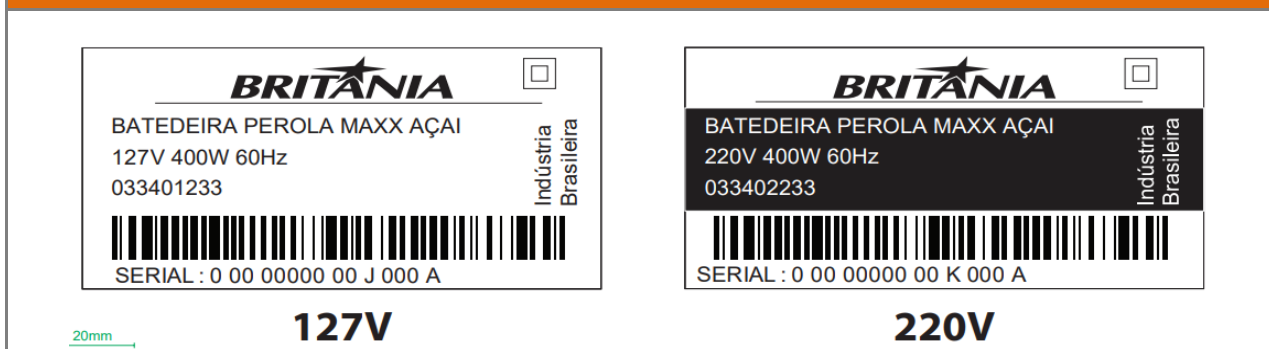 BRITANIA
BATEDEIRA PEROLA MAXX AÇAI
127V 400W 60Hz
033401233
Indústria
Brasileira
SERIAL : 0 00 00000 00 J 000 A
127V
20mm
BRITANIA
BATEDEIRA PEROLA MAXX AÇAI
220V 400W 60Hz
033402233
Indústria
Brasileira
SERIAL : 0 00 00000 00 K 000 A
220V